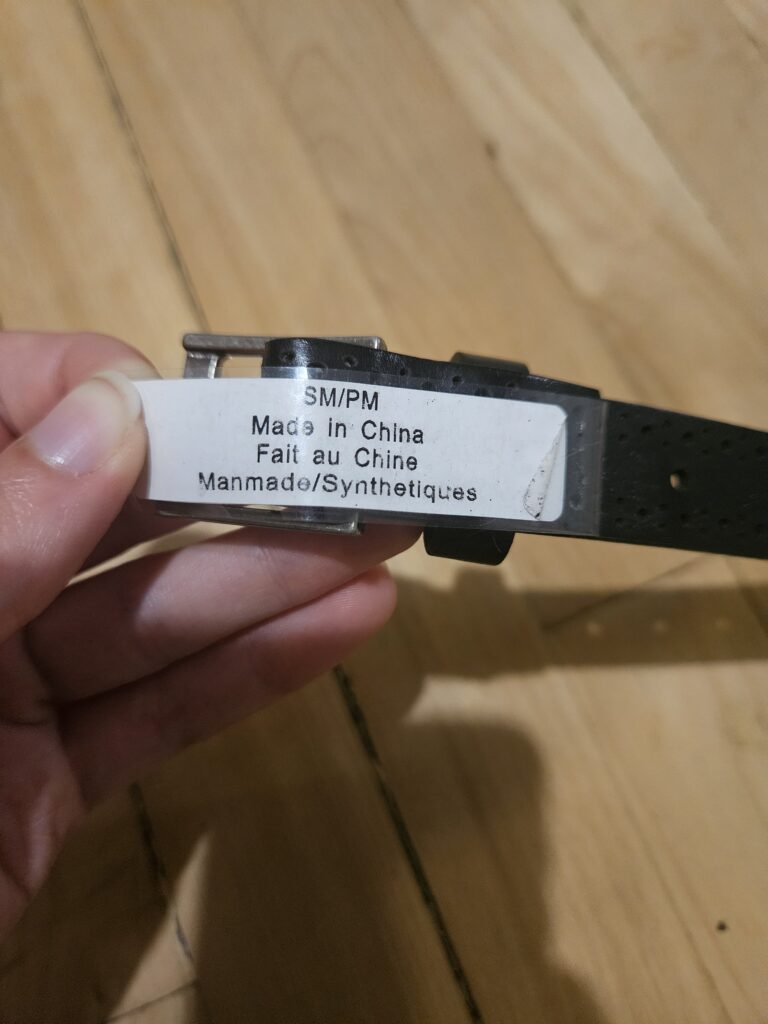 SM/PM
Made in China
Fait au Chine
Manmade/Synthetiques